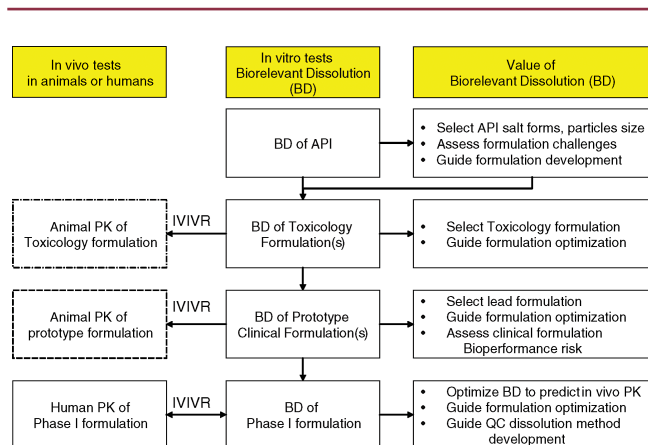 In vivo tests
in animals or humans
In vitro tests
Biorelevant Dissolution
(BD)
Value of
Biorelevant Dissolution (BD)
BD of API
• Select API salt forms, particles size
• Assess formulation challenges
• Guide formulation development
Animal PK of
Toxicology formulation
IVIVR
BD of Toxicology
Formulation(s)
• Select Toxicology formulation
• Guide formulation optimization
Animal PK of
prototype formulation
IVIVR
BD of Prototype
Clinical Formulation(s)
• Select lead formulation
• Guide formulation optimization
• Assess clinical formulation
Bioperformance risk
Human PK of
Phase I formulation
IVIVR
BD of
Phase I formulation
• Optimize BD to predict in vivo PK
• Guide formulation optimization
• Guide QC dissolution method
development